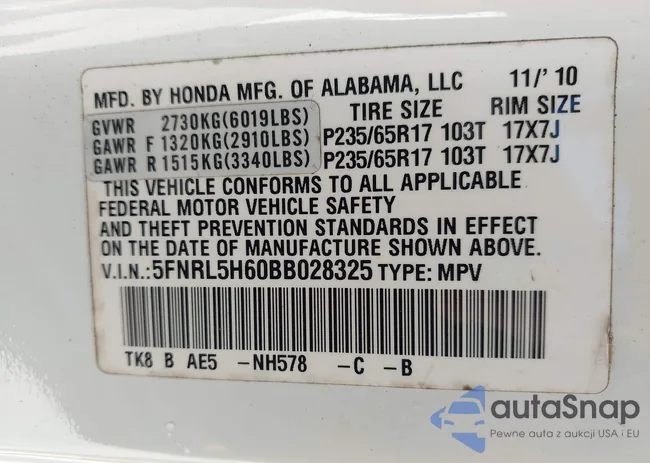 MFD. BY HONDA MFG. OF ALABAMA, LLC 11/' 10
GVWR 2730KG(6019LBS) TIRE SIZE RIM SIZE
GAWR F 1320KG(2910LBS) P235/65R17 103T 17X7J
GAWR R 1515KG(3340LBS) P235/65R17 103T 17X7J
THIS VEHICLE CONFORMS TO ALL APPLICABLE
FEDERAL MOTOR VEHICLE SAFETY
AND THEFT PREVENTION STANDARDS IN EFFECT
ON THE DATE OF MANUFACTURE SHOWN ABOVE.
V.I.N.:5FNRL5H60BB028325 TYPE: MPV
TK8 B AE5 -NH578 -C -B
autaSnap
Pewne auta z aukcji USA i EU